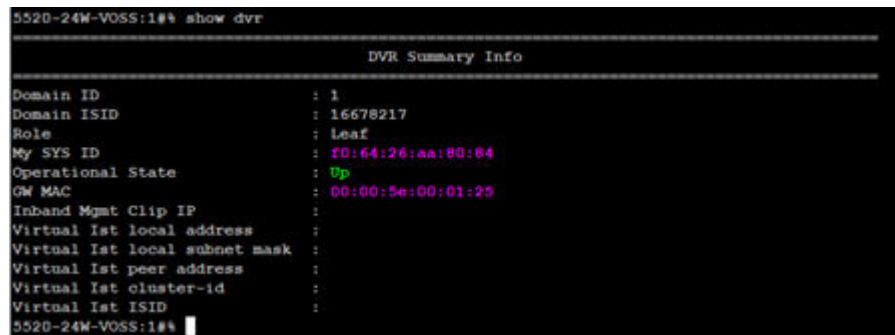 5520-24W-VOSS:1#% show dvr
DVR Summary Info
Domain ID : 1
Domain ISID : 16678217
Role : Leaf
My SYS ID : f0:64:26:aa:80:84
Operational State : Up
GW MAC : 00:00:5e:00:01:25
Inband Mgmt Clip IP :
Virtual Ist local address :
Virtual Ist local subnet mask :
Virtual Ist peer address :
Virtual Ist cluster-id :
Virtual Ist ISID :
5520-24W-VOSS:1#%